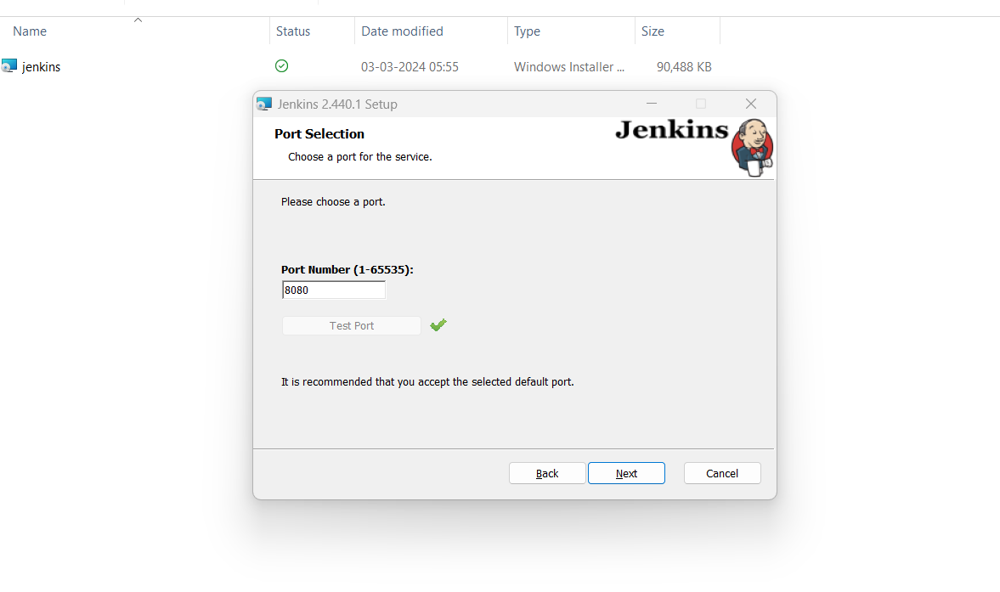 Name Status Date modified Type Size
jenkins 03-03-2024 05:55 Windows Installer ... 90,488 KB
Jenkins 2.440.1 Setup
Port Selection
Jenkins
Choose a port for the service.
Please choose a port.
Port Number (1-65535):
8080
Test Port
It is recommended that you accept the selected default port.
Back Next Cancel